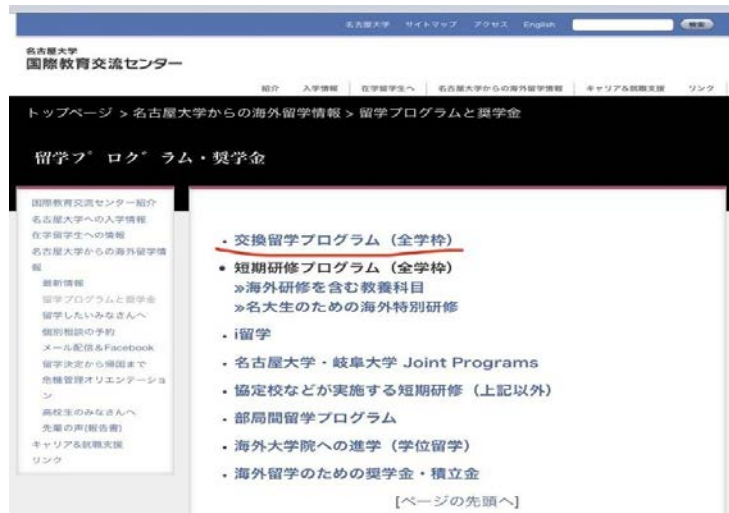 名古屋大学 サイトマップ アクセス English 検索
名古屋大学
国際教育交流センター
紹介 入学情報 在学留学生へ 名古屋大学からの海外留学情報 キャリア&就職支援 リンク
トップページ > 名古屋大学からの海外留学情報 > 留学プログラムと奨学金
留学プログラム・奨学金
国際教育交流センター紹介
名古屋大学への入学情報
在学留学生への情報
名古屋大学からの海外留学情
報
最新情報
留学プログラムと奨学金
留学したいみなさんへ
個別相談の予約
メール配信&Facebook
留学決定から帰国まで
危機管理オリエンテーショ
ン
高校生のみなさんへ
先輩の声(報告書)
キャリア&就職支援
リンク
・交換留学プログラム（全学枠）
• 短期研修プログラム（全学枠）
»海外研修を含む教養科目
»名大生のための海外特別研修
・i留学
・名古屋大学・岐阜大学 Joint Programs
・協定校などが実施する短期研修（上記以外）
・部局間留学プログラム
・海外大学院への進学（学位留学）
・海外留学のための奨学金・積立金
[ページの先頭へ]